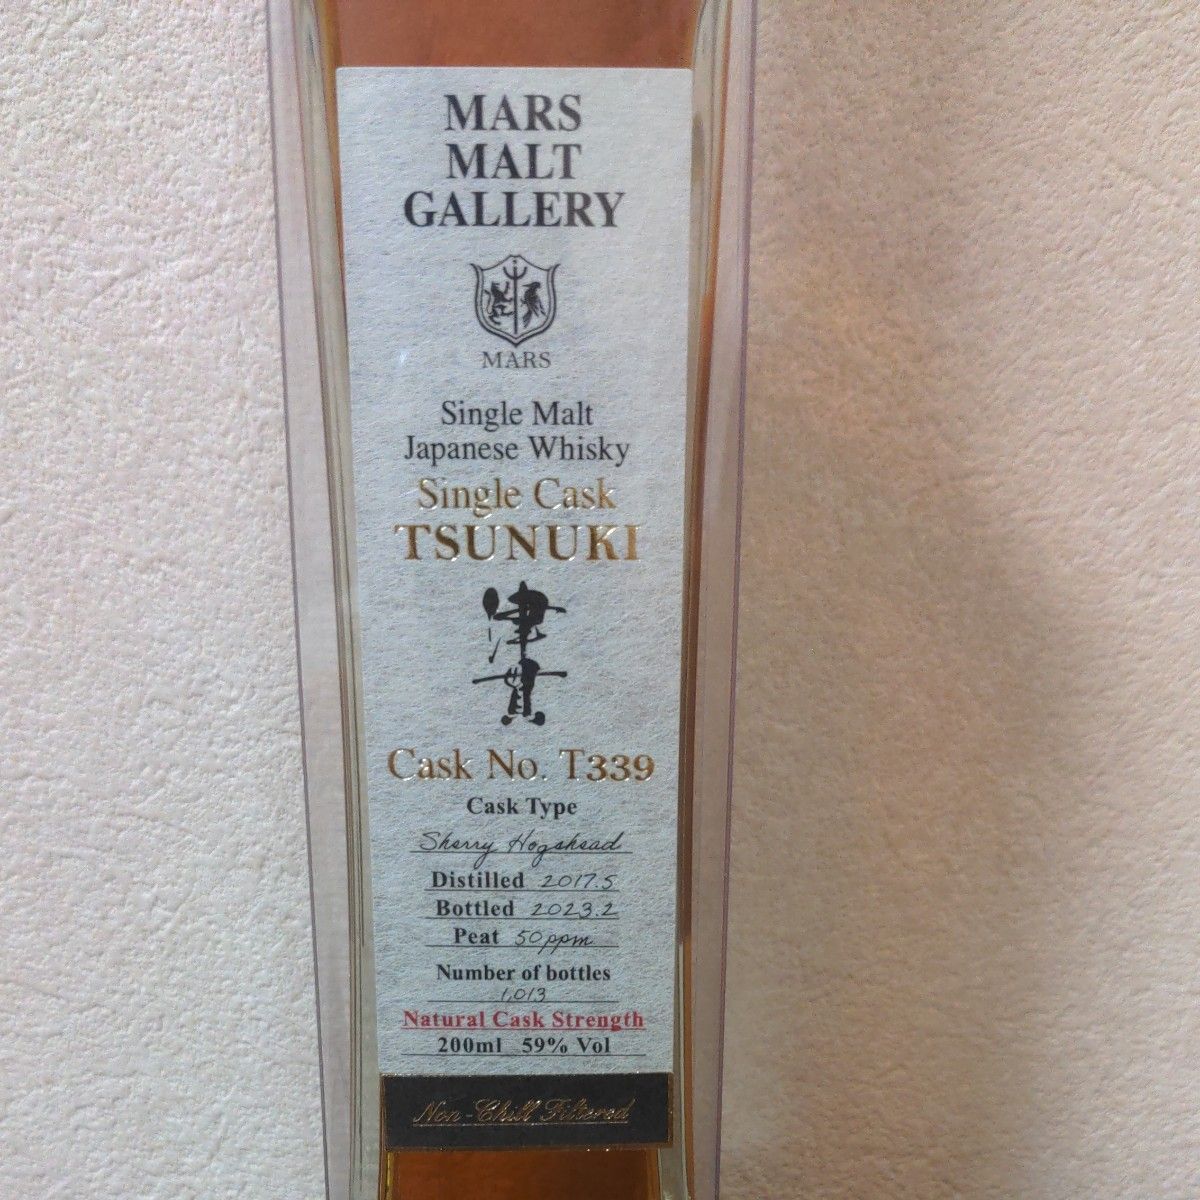 MARS
MALT
GALLERY
MARS
Single Malt
Japanese Whisky
Single Cask
TSUNUKI
津
貫
Cask No. T339
Cask Type
Sherry Hogshead
Distilled 2017.5
Bottled 2023.2
Peat 50ppm
Number of bottles
1,013
Natural Cask Strength
200ml 59% Vol
Non-Chill Filtered